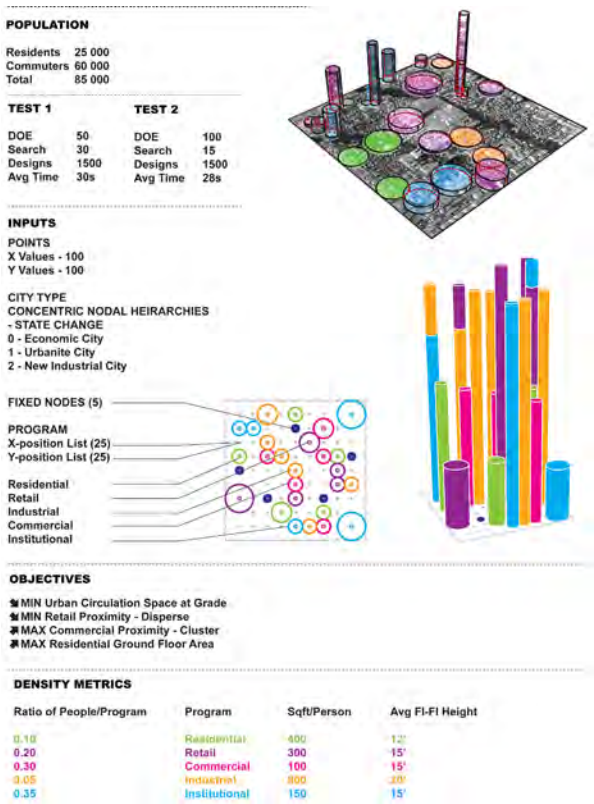 POPULATION
Residents 25 000
Commuters 60 000
Total 85 000
TEST 1 TEST 2
DOE 50 DOE 100
Search 30 Search 15
Designs 1500 Designs 1500
Avg Time 30s Avg Time 28s
INPUTS
POINTS
X Values - 100
Y Values - 100
CITY TYPE
CONCENTRIC NODAL HEIRARCHIES
- STATE CHANGE
0 - Economic City
1 - Urbanite City
2 - New Industrial City
FIXED NODES (5)
PROGRAM
X-position List (25)
Y-position List (25)
Residential
Retail
Industrial
Commercial
Institutional
OBJECTIVES
MIN Urban Circulation Space at Grade
MIN Retail Proximity - Disperse
MAX Commercial Proximity - Cluster
MAX Residential Ground Floor Area
DENSITY METRICS
Ratio of People/Program Program Sqft/Person Avg Fl-Fl Height
0.10 Residential 400 12'
0.20 Retail 300 15'
0.30 Commercial 100 15'
0.05 Industrial 800 20'
0.35 Institutional 150 15'